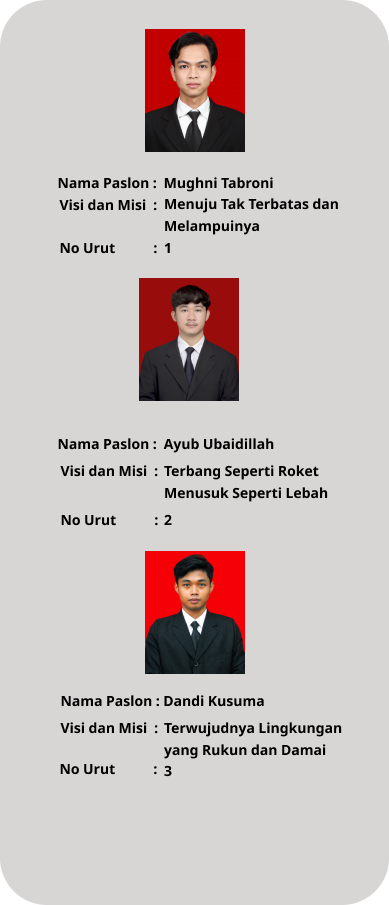 Nama Paslon : Mughni Tabroni
Visi dan Misi : Menuju Tak Terbatas dan
Melampuinya
No Urut : 1
Nama Paslon : Ayub Ubaidillah
Visi dan Misi : Terbang Seperti Roket
Menusuk Seperti Lebah
No Urut : 2
Nama Paslon : Dandi Kusuma
Visi dan Misi : Terwujudnya Lingkungan
yang Rukun dan Damai
No Urut : 3